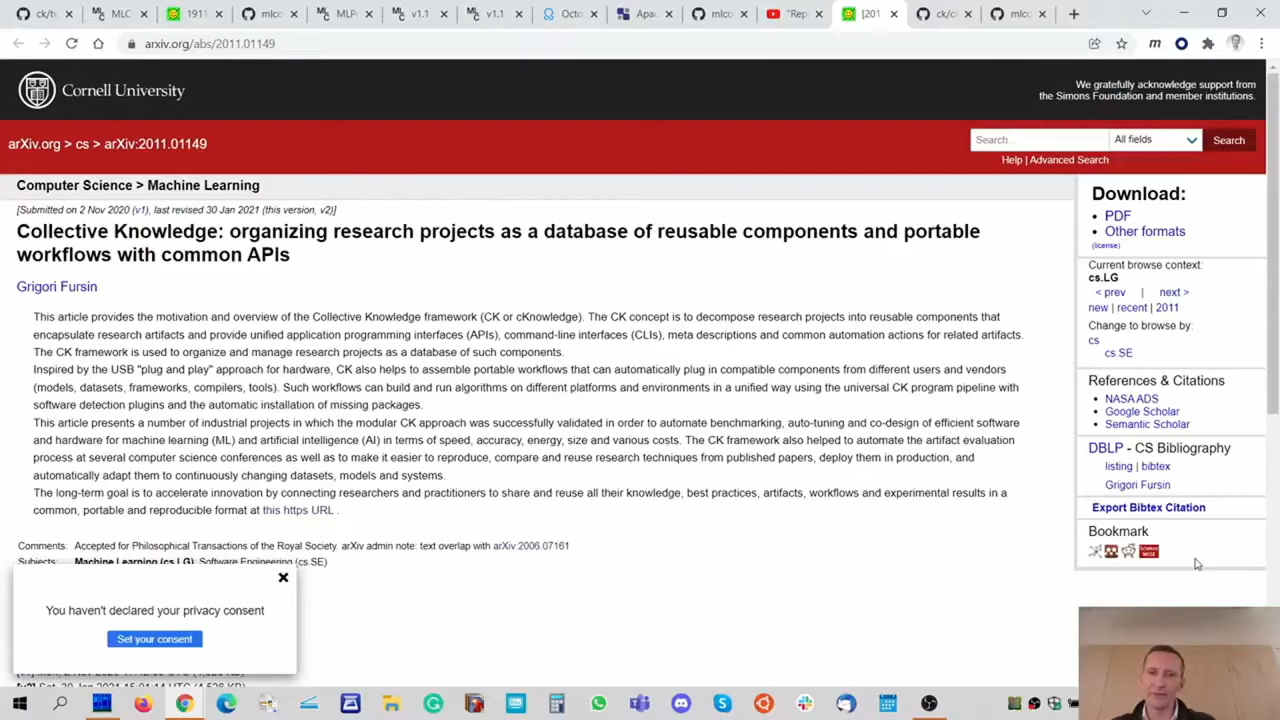 ck/tv
MLC
1911
mlco
MLPe
v1.1
v1.1
Octo
Apac
mlco
"Rep
[201
ck/c
mlco
arxiv.org/abs/2011.01149
Cornell University
We gratefully acknowledge support from
the Simons Foundation and member institutions.
arXiv.org > cs > arXiv:2011.01149
Search...
All fields
Search
Help | Advanced Search
Computer Science > Machine Learning
[Submitted on 2 Nov 2020 (v1), last revised 30 Jan 2021 (this version, v2)]
Collective Knowledge: organizing research projects as a database of reusable components and portable
workflows with common APIs
Grigori Fursin
This article provides the motivation and overview of the Collective Knowledge framework (CK or cKnowledge). The CK concept is to decompose research projects into reusable components that
encapsulate research artifacts and provide unified application programming interfaces (APIs), command-line interfaces (CLIs), meta descriptions and common automation actions for related artifacts.
The CK framework is used to organize and manage research projects as a database of such components.
Inspired by the USB "plug and play" approach for hardware, CK also helps to assemble portable workflows that can automatically plug in compatible components from different users and vendors
(models, datasets, frameworks, compilers, tools). Such workflows can build and run algorithms on different platforms and environments in a unified way using the universal CK program pipeline with
software detection plugins and the automatic installation of missing packages.
This article presents a number of industrial projects in which the modular CK approach was successfully validated in order to automate benchmarking, auto-tuning and co-design of efficient software
and hardware for machine learning (ML) and artificial intelligence (AI) in terms of speed, accuracy, energy, size and various costs. The CK framework also helped to automate the artifact evaluation
process at several computer science conferences as well as to make it easier to reproduce, compare and reuse research techniques from published papers, deploy them in production, and
automatically adapt them to continuously changing datasets, models and systems.
The long-term goal is to accelerate innovation by connecting researchers and practitioners to share and reuse all their knowledge, best practices, artifacts, workflows and experimental results in a
common, portable and reproducible format at this https URL .
Comments: Accepted for Philosophical Transactions of the Royal Society. arXiv admin note: text overlap with arXiv:2006.07161
Subjects: Machine Learning (cs.LG); Software Engineering (cs.SE)
You haven't declared your privacy consent
Set your consent
Download:
PDF
Other formats
(license)
Current browse context:
cs.LG
< prev | next >
new | recent | 2011
Change to browse by:
cs
cs.SE
References & Citations
NASA ADS
Google Scholar
Semantic Scholar
DBLP - CS Bibliography
listing | bibtex
Grigori Fursin
Export Bibtex Citation
Bookmark